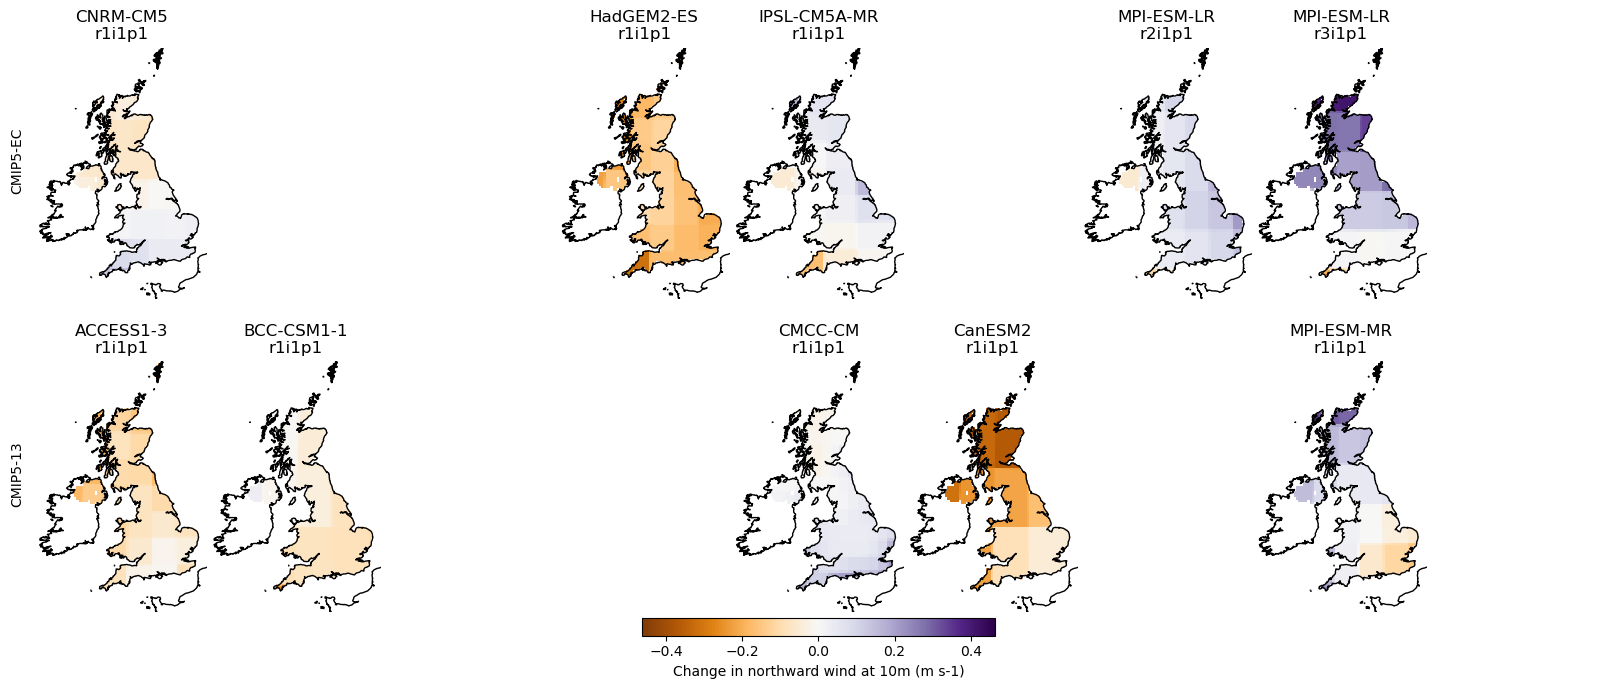 CNRM-CM5
r1i1p1
HadGEM2-ES
r1i1p1
IPSL-CM5A-MR
r1i1p1
MPI-ESM-LR
r2i1p1
MPI-ESM-LR
r3i1p1
CMIP5-EC
ACCESS1-3
r1i1p1
BCC-CSM1-1
r1i1p1
CMCC-CM
r1i1p1
CanESM2
r1i1p1
MPI-ESM-MR
r1i1p1
CMIP5-13
−0.4 −0.2 0.0 0.2 0.4
Change in northward wind at 10m (m s-1)